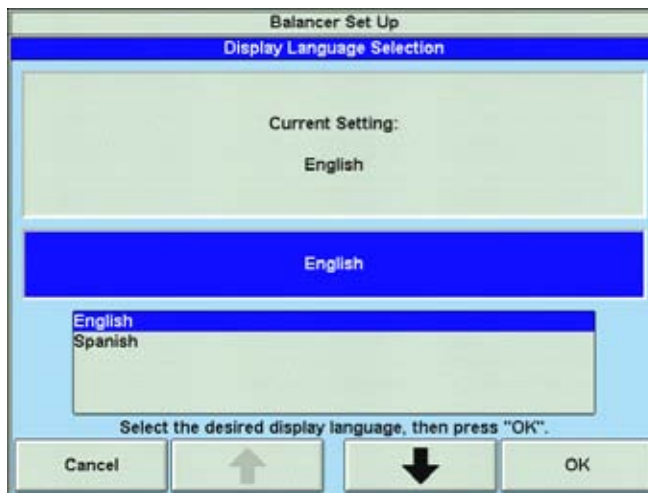 Balancer Set Up
Display Language Selection
Current Setting:
English
English
English
Spanish
Select the desired display language, then press "OK".
Cancel
OK